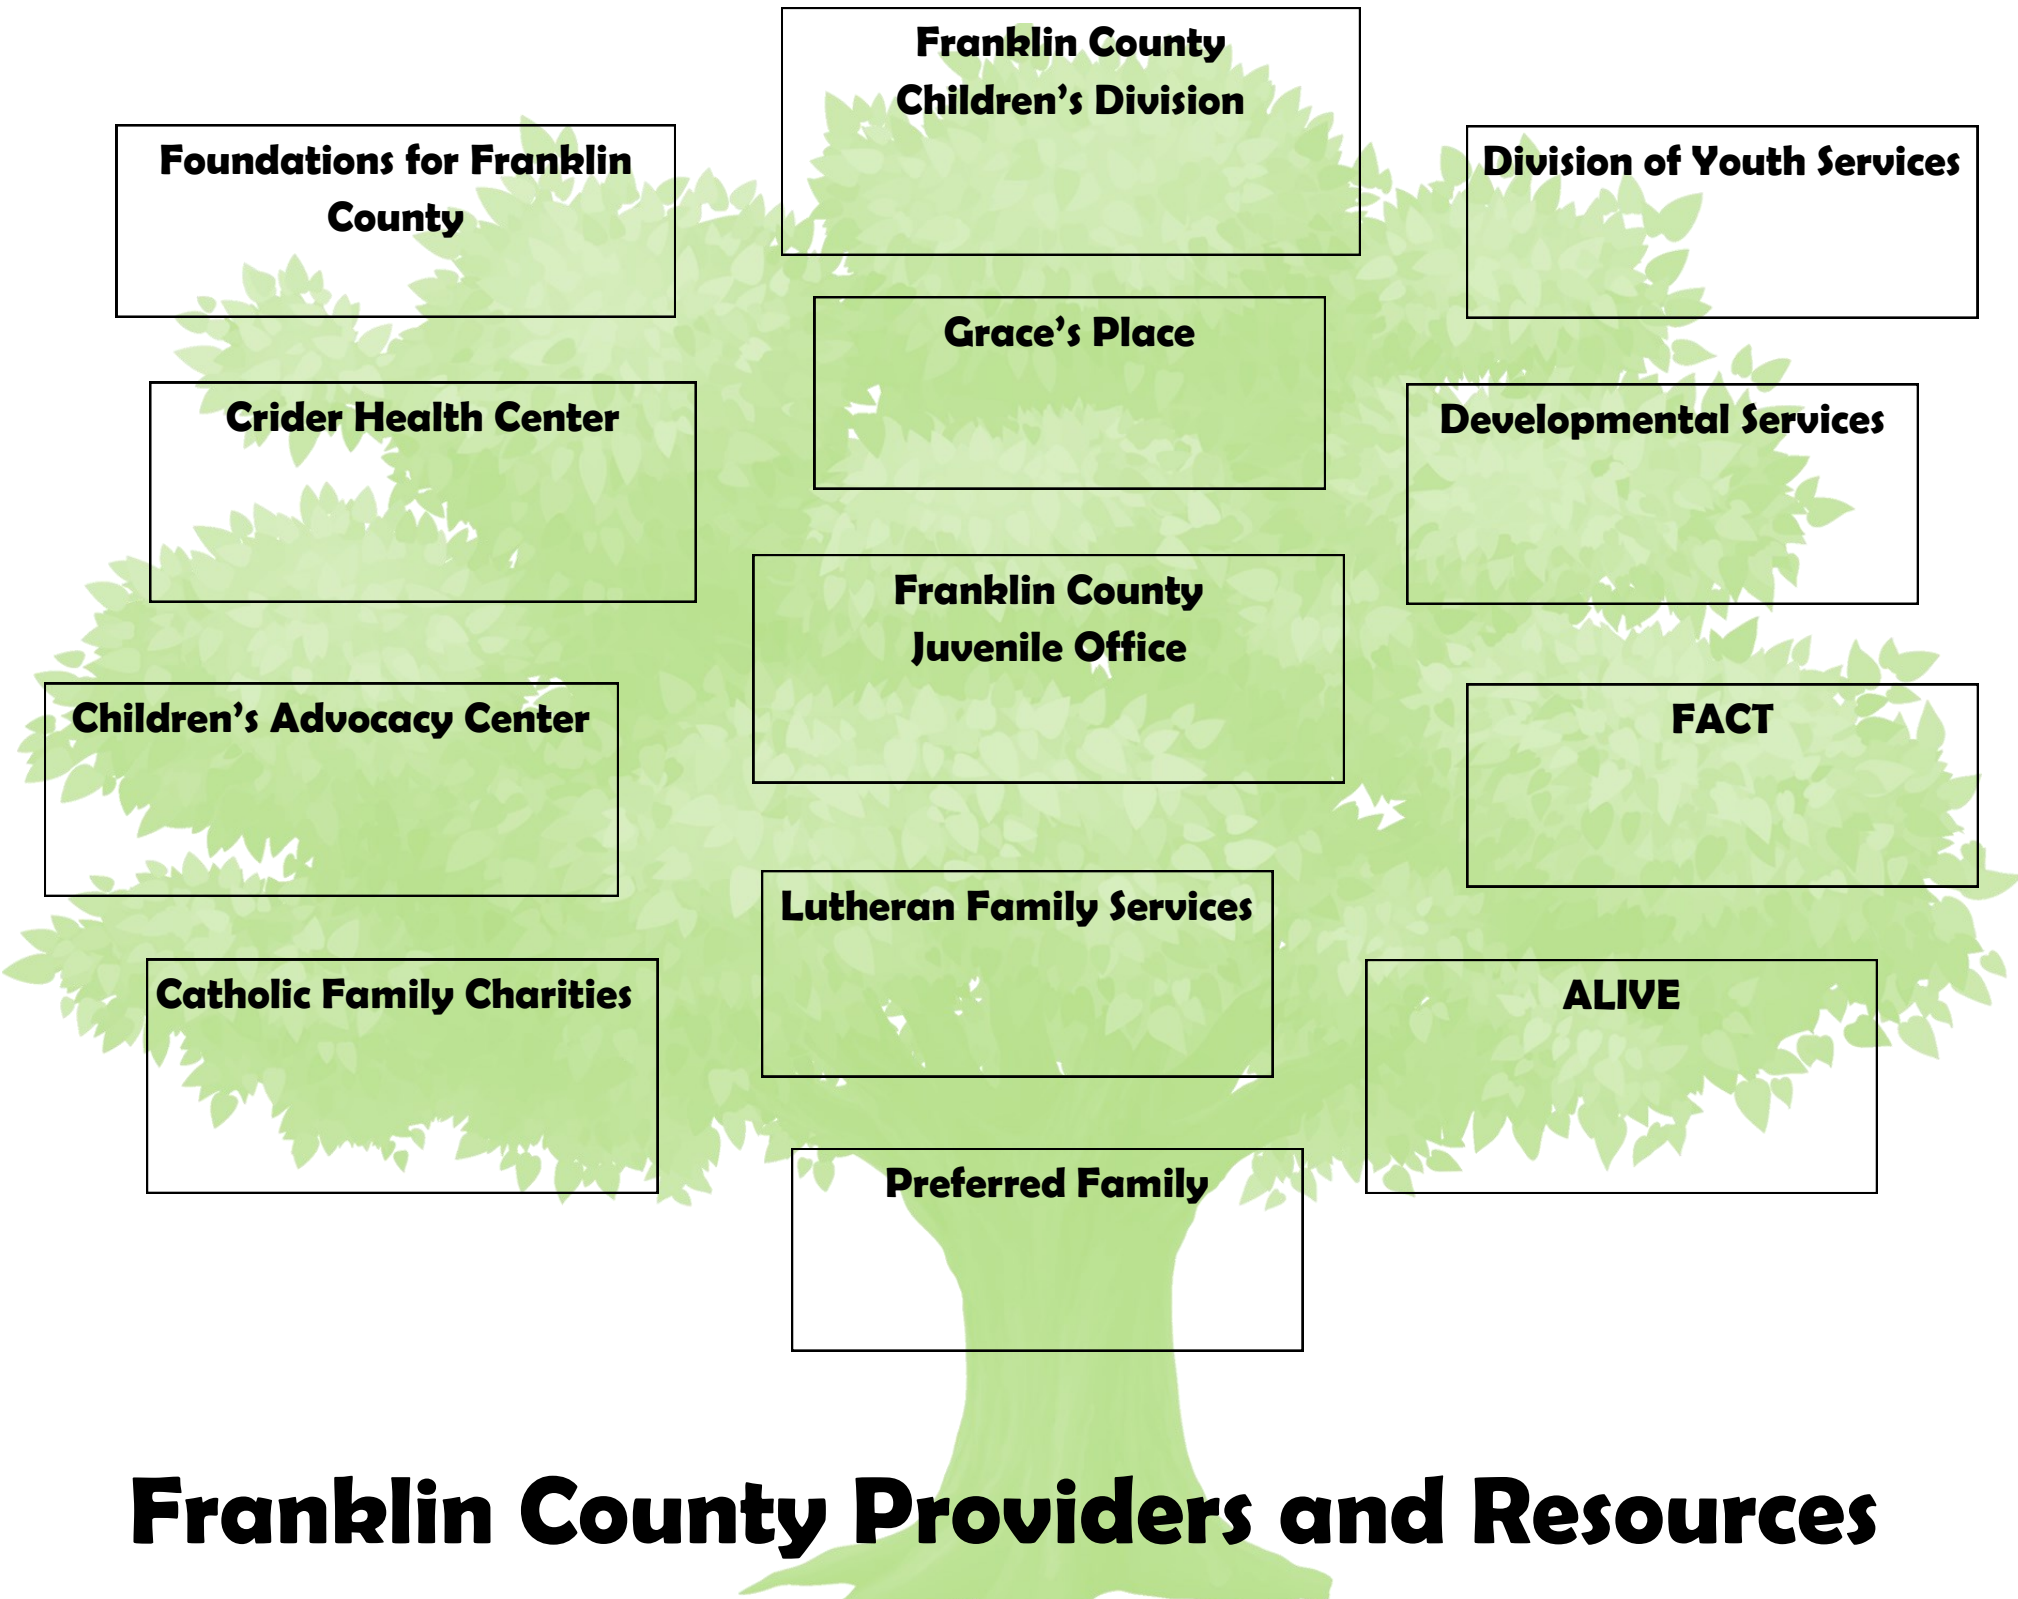 Franklin County
Children's Division
Foundations for Franklin
County
Division of Youth Services
Grace's Place
Crider Health Center
Developmental Services
Franklin County
Juvenile Office
Children's Advocacy Center
FACT
Lutheran Family Services
Catholic Family Charities
ALIVE
Preferred Family
Franklin County Providers and Resources